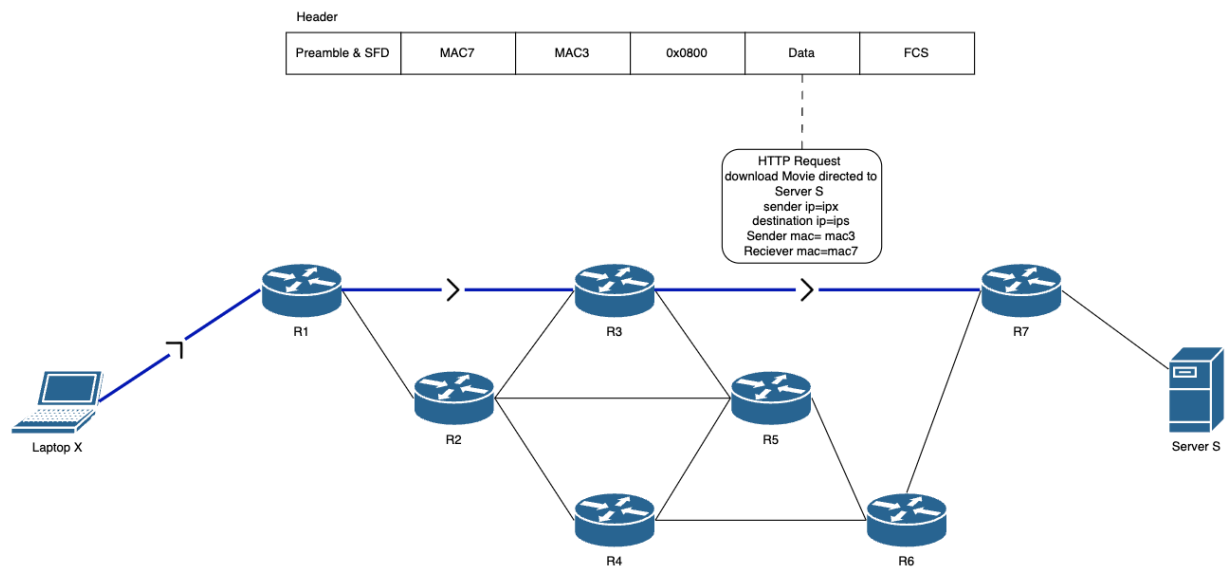 Header
Preamble & SFD
MAC7
MAC3
0x0800
Data
FCS
HTTP Request
download Movie directed to
Server S
sender ip=ipx
destination ip=ips
Sender mac= mac3
Reciever mac=mac7
R1
R3
R7
Laptop X
R2
R5
Server S
R4
R6